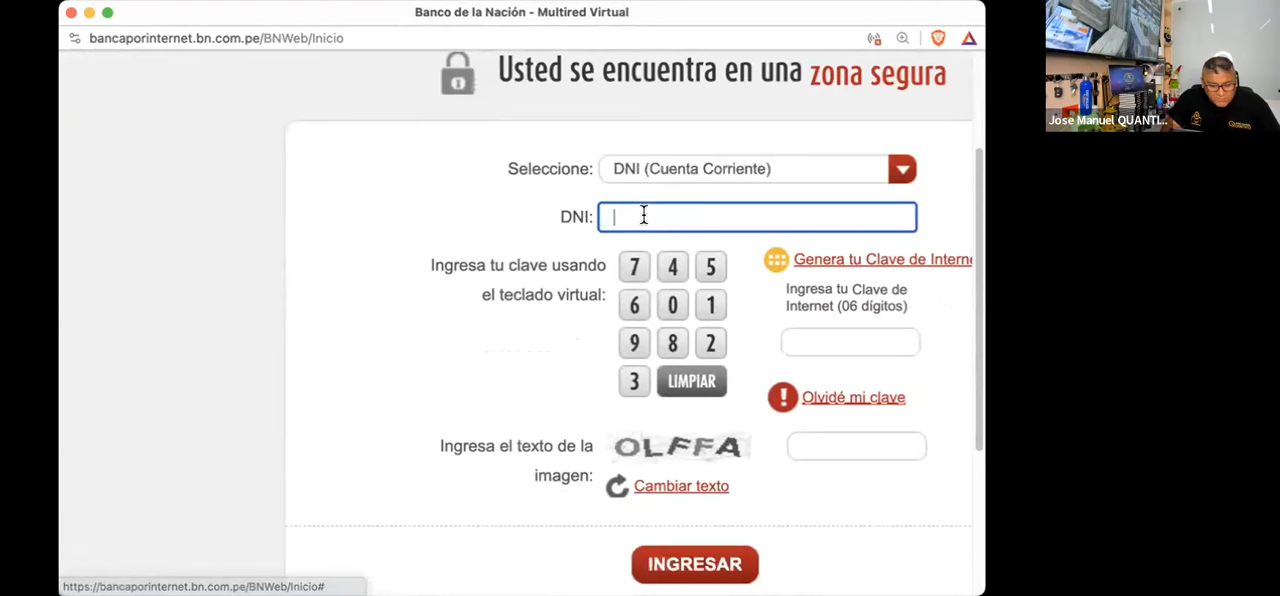 Banco de la Nación - Multired Virtual
bancaporinternet.bn.com.pe/BNWeb/Inicio
Usted se encuentra en una zona segura
Seleccione: DNI (Cuenta Corriente)
DNI:
Ingresa tu clave usando
el teclado virtual:
7 4 5
6 0 1
9 8 2
3 LIMPIAR
Genera tu Clave de Interne
Ingresa tu Clave de
Internet (06 dígitos)
Olvidé mi clave
Ingresa el texto de la
imagen:
OLFFA
Cambiar texto
INGRESAR
https://bancaporinternet.bn.com.pe/BNWeb/Inicio#
Jose Manuel QUANTI...